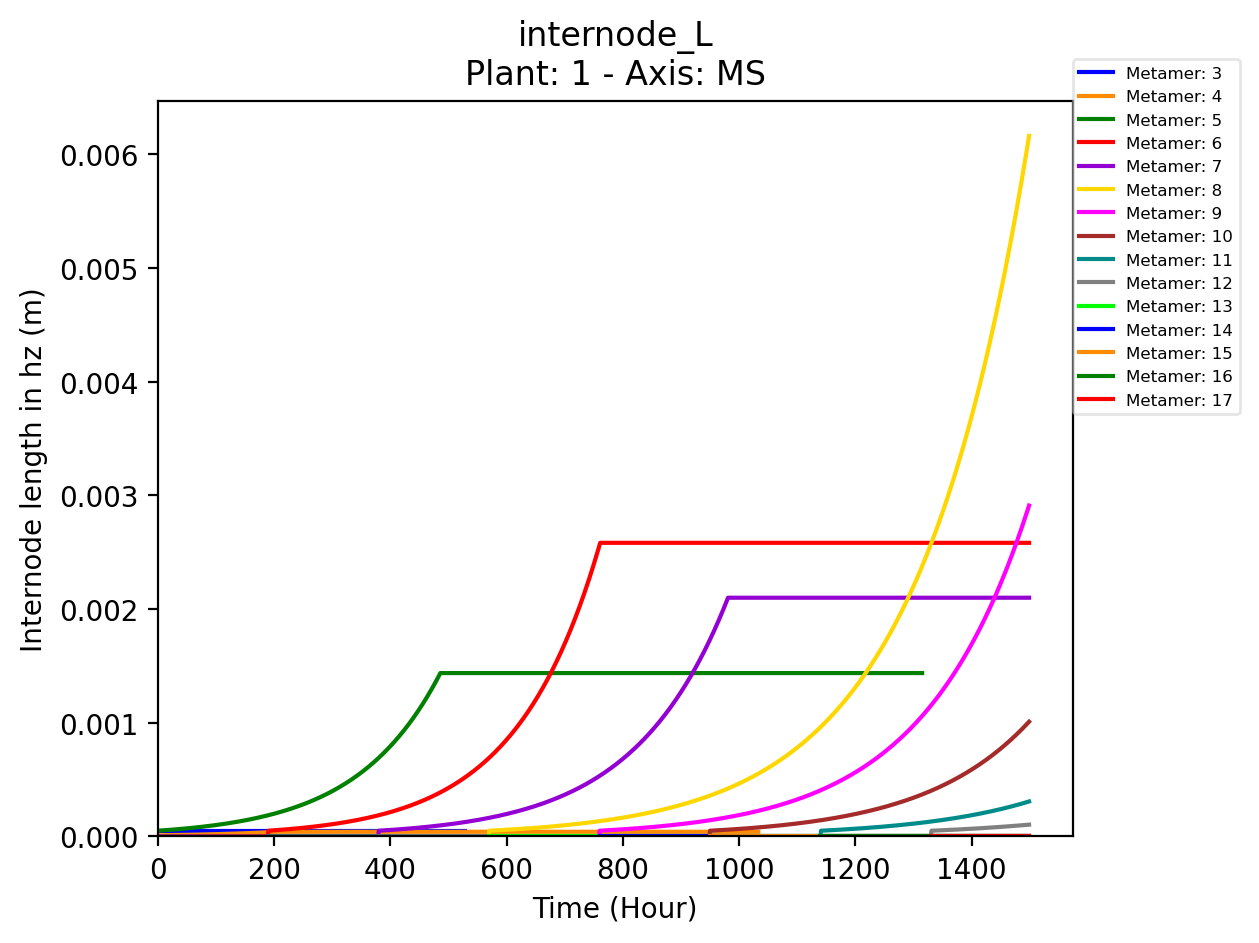 internode_L
Plant: 1 - Axis: MS
Metamer: 3
Metamer: 4
Metamer: 5
Metamer: 6
Metamer: 7
Metamer: 8
Metamer: 9
Metamer: 10
Metamer: 11
Metamer: 12
Metamer: 13
Metamer: 14
Metamer: 15
Metamer: 16
Metamer: 17
Internode length in hz (m)
0.006
0.005
0.004
0.003
0.002
0.001
0.000
0 200 400 600 800 1000 1200 1400
Time (Hour)